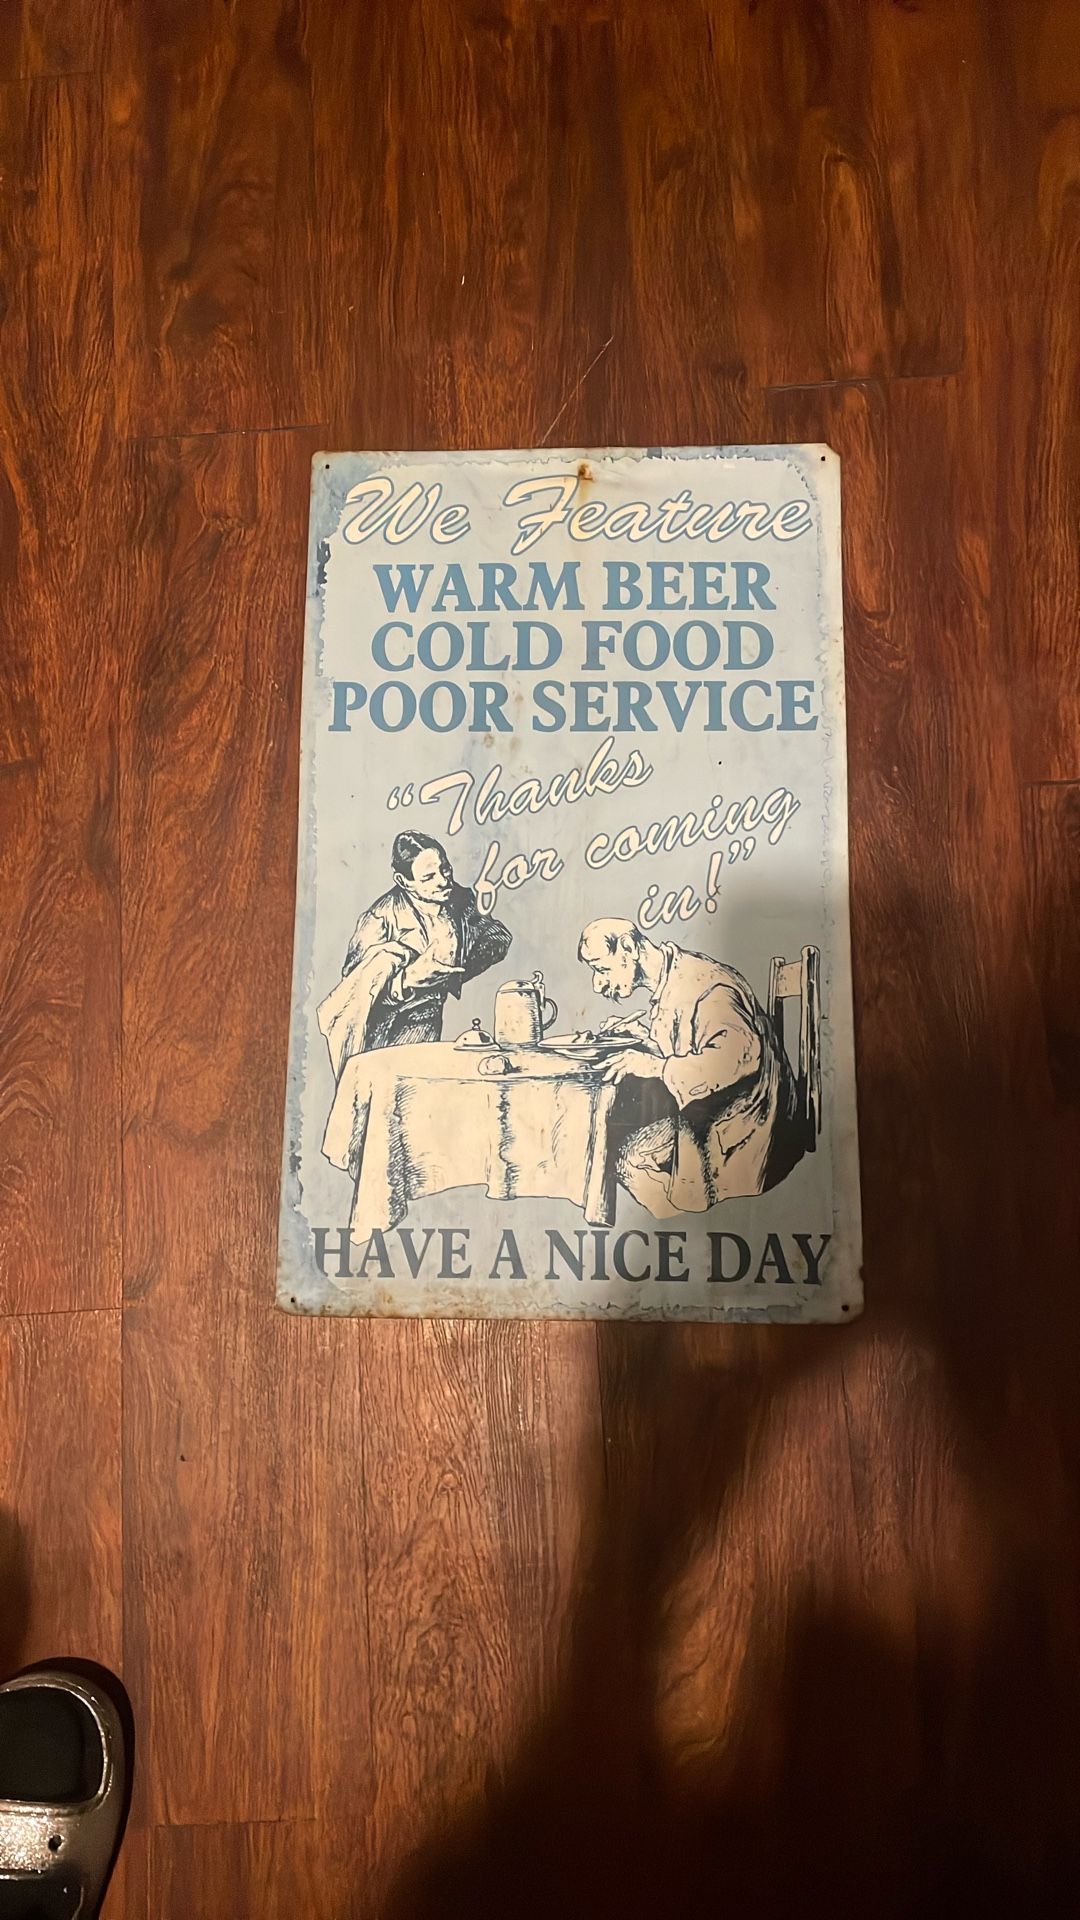 We Feature
WARM BEER
COLD FOOD
POOR SERVICE
“Thanks
for coming
in!”
HAVE A NICE DAY